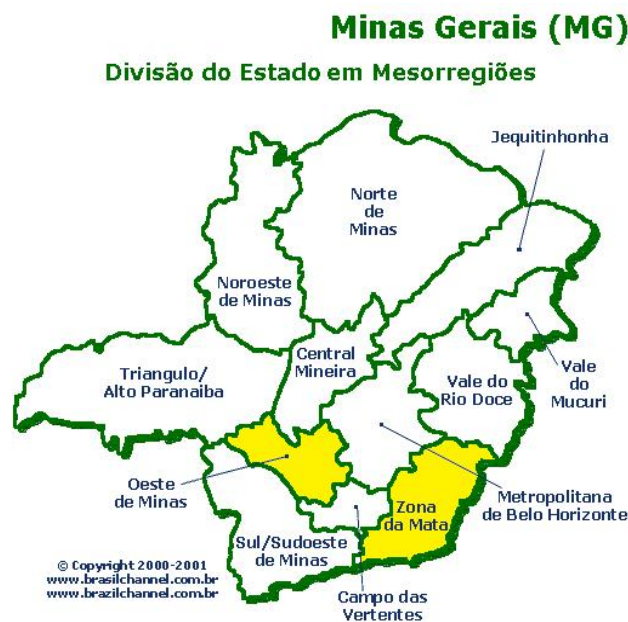 Minas Gerais (MG)
Divisão do Estado em Mesorregiões
Jequitinhonha
Norte
de
Minas
Noroeste
de Minas
Central
Mineira
Triangulo/
Alto Paranaiba
Vale do
Rio Doce
Vale
do
Mucuri
Oeste
de Minas
Metropolitana
de Belo Horizonte
Zona
da Mata
Sul/Sudoeste
de Minas
Campo das
Vertentes
© Copyright 2000-2001
www.brasilchannel.com.br
www.brazilchannel.com.br